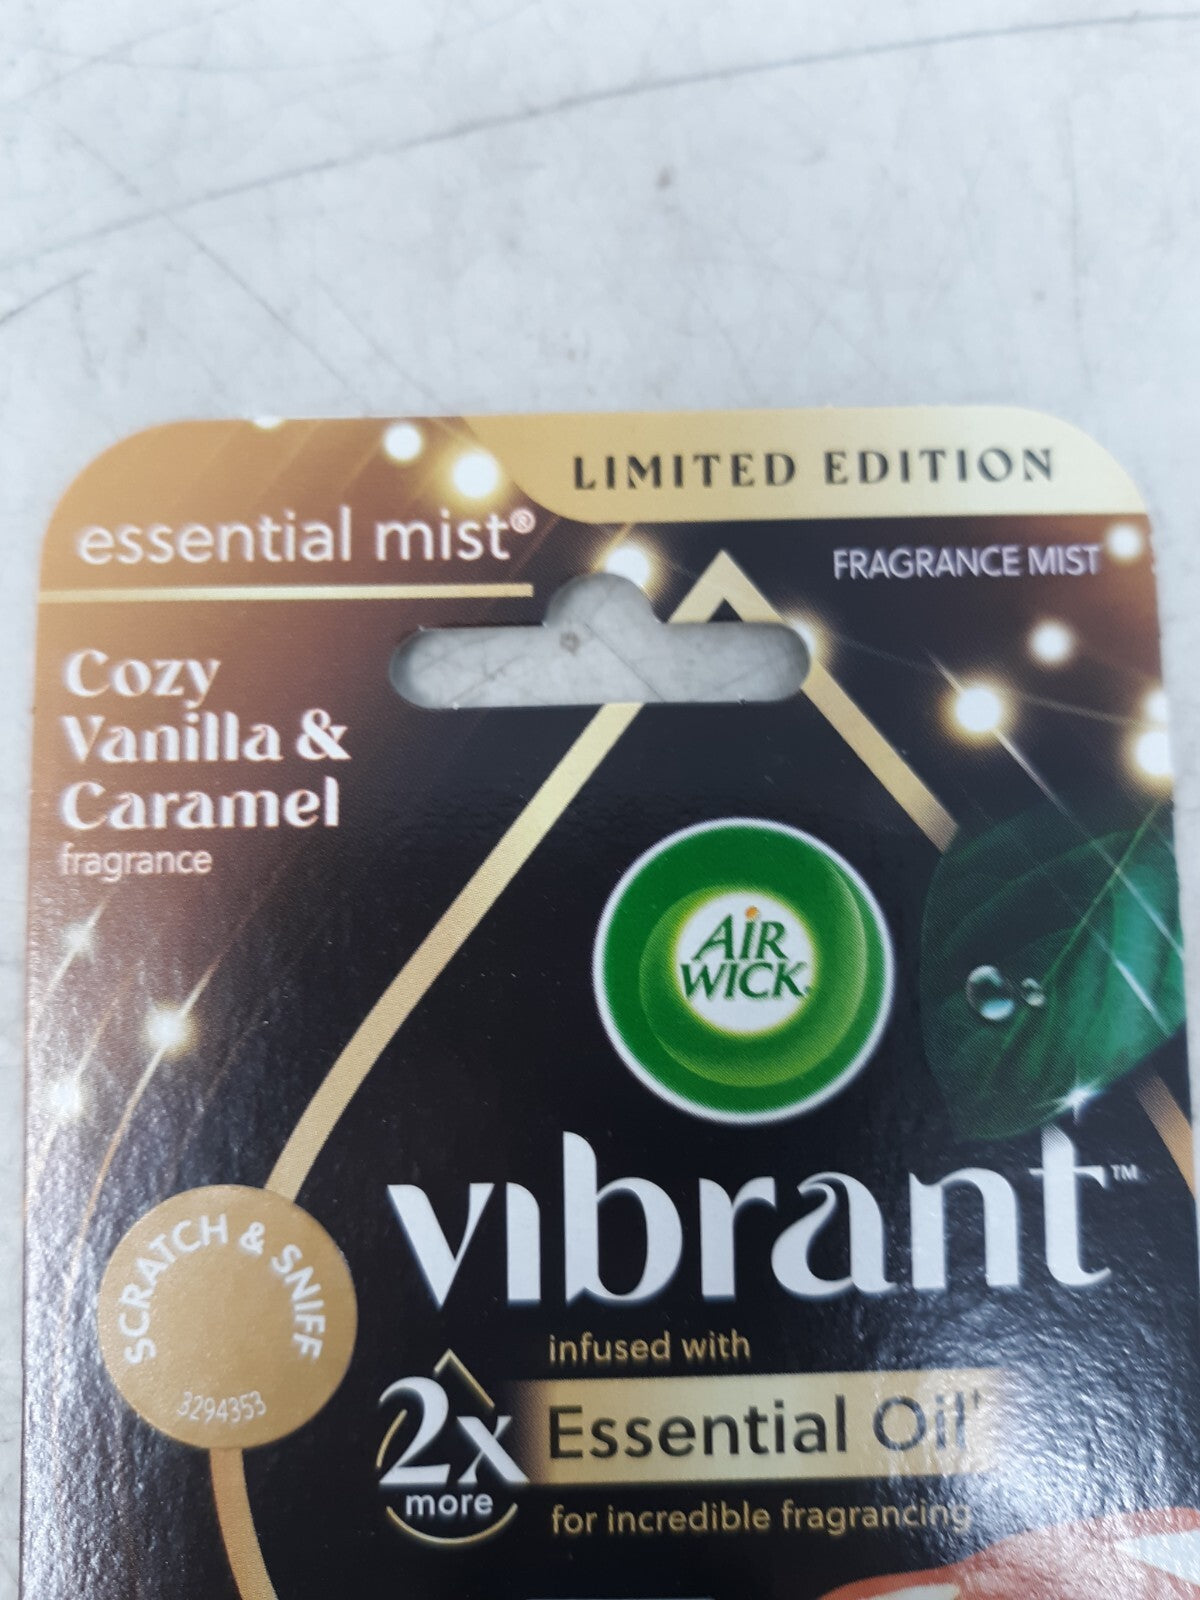 LIMITED EDITION
essential mist®
FRAGRANCE MIST
Cozy
Vanilla &
Caramel
fragrance
AIR
WICK
vibrant™
SCRATCH & SNIFF
3294353
infused with
2x
more
Essential Oil†
for incredible fragrancing